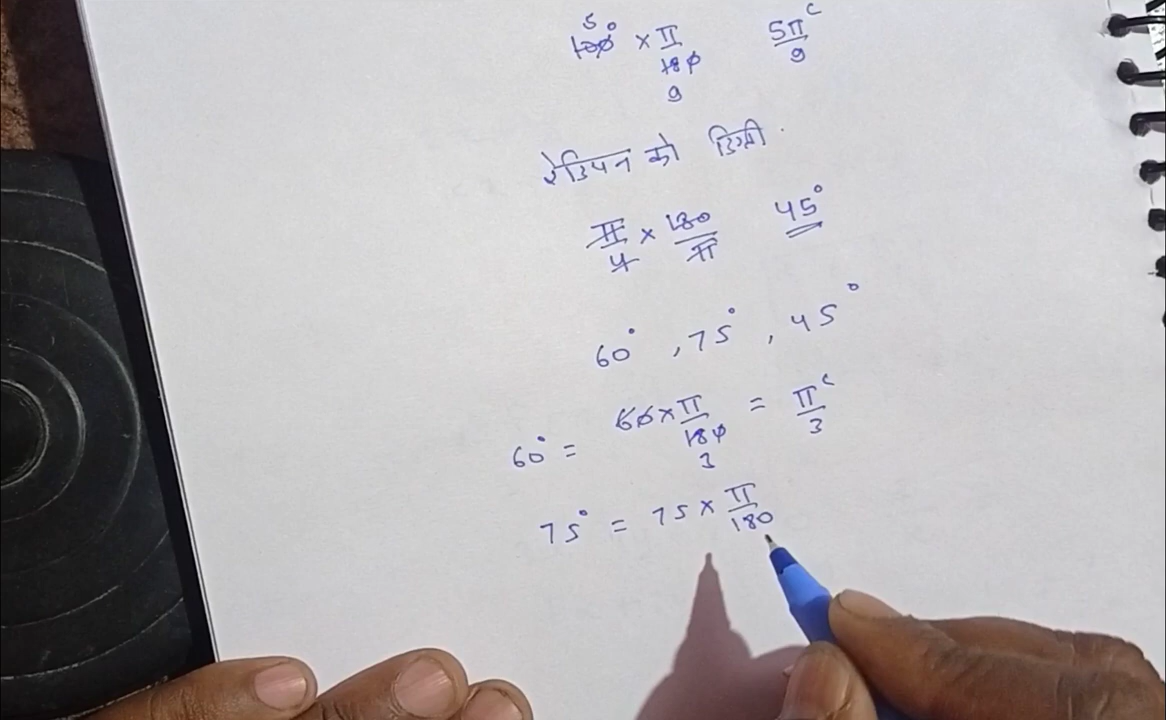 5
100° × π/180 5π/9 ᶜ
9
रेडियन को डिग्री
π/4 × 180/π 45°
60° , 75° , 45°
60° = 60 × π/180 = π/3 ᶜ
3
75° = 75 × π/180